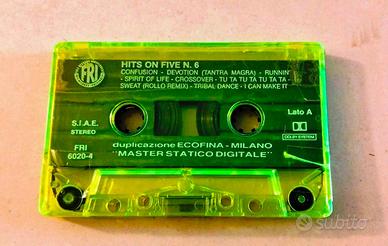 HITS ON FIVE N. 6
CONFUSION - DEVOTION (TANTRA MAGRA) - RUNNIN'
- SPIRIT OF LIFE - CROSSOVER - TU TA TU TA TU TA -
SWEAT (ROLLO REMIX) - TRIBAL DANCE - I CAN MAKE IT
FRI
S.I.A.E.
STEREO
Lato A
DOLBY SYSTEM
FRI
6020-4
duplicazione ECOFINA - MILANO
"MASTER STATICO DIGITALE"
subito